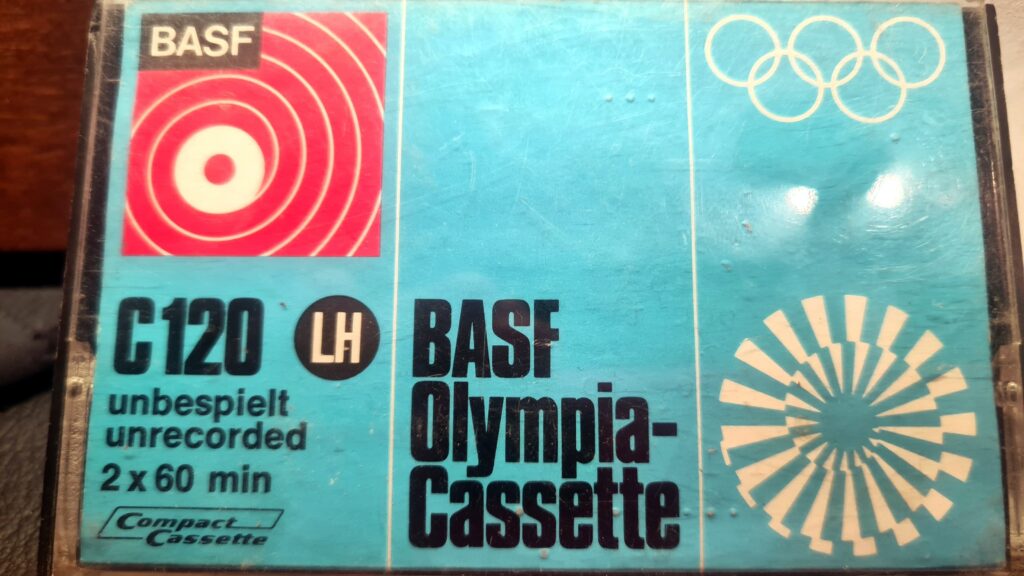 BASF
C120 LH
unbespielt
unrecorded
2 x 60 min
Compact
Cassette
BASF
Olympia-
Cassette